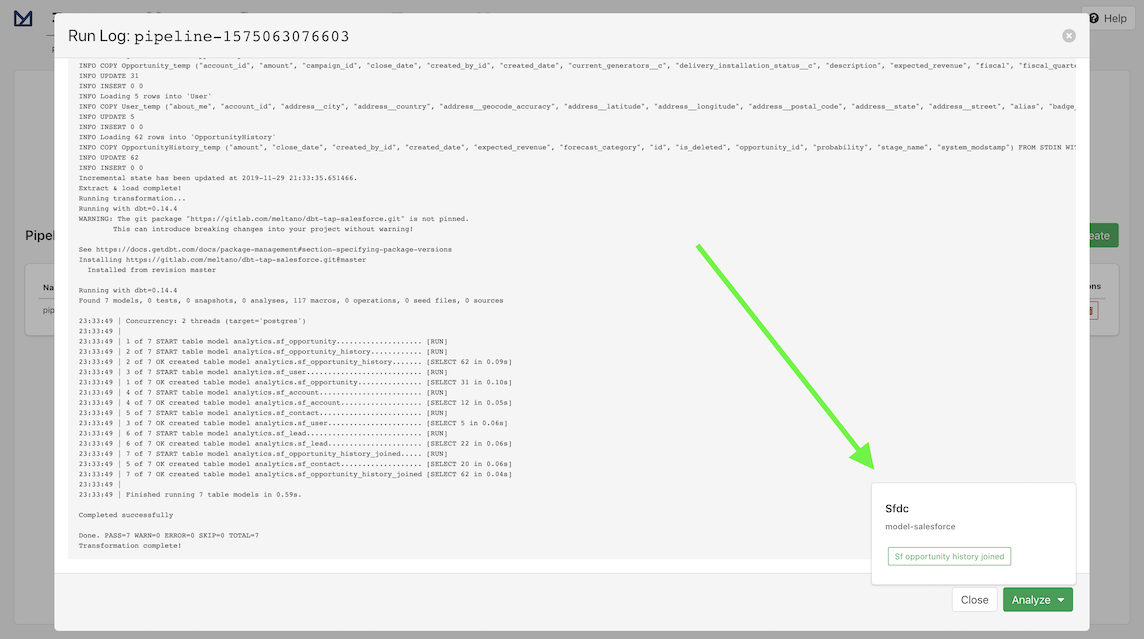 Help
Run Log: pipeline-1575063076603
INFO COPY Opportunity_temp ("account_id", "amount", "campaign_id", "close_date", "created_by_id", "created_date", "current_generators__c", "delivery_installation_status__c", "description", "expected_revenue", "fiscal", "fiscal_quarte
INFO UPDATE 31
INFO INSERT 0 0
INFO Loading 5 rows into 'User'
INFO COPY User_temp ("about_me", "account_id", "address__city", "address__country", "address__geocode_accuracy", "address__latitude", "address__longitude", "address__postal_code", "address__state", "address__street", "alias", "badge_
INFO UPDATE 5
INFO INSERT 0 0
INFO Loading 62 rows into 'OpportunityHistory'
INFO COPY OpportunityHistory_temp ("amount", "close_date", "created_by_id", "created_date", "expected_revenue", "forecast_category", "id", "is_deleted", "opportunity_id", "probability", "stage_name", "system_modstamp") FROM STDIN WIT
INFO UPDATE 62
INFO INSERT 0 0
Incremental state has been updated at 2019-11-29 21:33:35.651466.
Extract & load complete!
Running transformation...
Running with dbt=0.14.4
WARNING: The git package "https://gitlab.com/meltano/dbt-tap-salesforce.git" is not pinned.
This can introduce breaking changes into your project without warning!
See https://docs.getdbt.com/docs/package-management#section-specifying-package-versions
Installing https://gitlab.com/meltano/dbt-tap-salesforce.git@master
Installed from revision master
Running with dbt=0.14.4
Found 7 models, 0 tests, 0 snapshots, 0 analyses, 117 macros, 0 operations, 0 seed files, 0 sources
23:33:49 | Concurrency: 2 threads (target='postgres')
23:33:49 |
23:33:49 | 1 of 7 START table model analytics.sf_opportunity.................... [RUN]
23:33:49 | 2 of 7 START table model analytics.sf_opportunity_history............ [RUN]
23:33:49 | 2 of 7 OK created table model analytics.sf_opportunity_history....... [SELECT 62 in 0.09s]
23:33:49 | 3 of 7 START table model analytics.sf_user........................... [RUN]
23:33:49 | 1 of 7 OK created table model analytics.sf_opportunity............... [SELECT 31 in 0.10s]
23:33:49 | 4 of 7 START table model analytics.sf_account........................ [RUN]
23:33:49 | 4 of 7 OK created table model analytics.sf_account................... [SELECT 12 in 0.05s]
23:33:49 | 5 of 7 START table model analytics.sf_contact........................ [RUN]
23:33:49 | 3 of 7 OK created table model analytics.sf_user...................... [SELECT 5 in 0.06s]
23:33:49 | 6 of 7 START table model analytics.sf_lead........................... [RUN]
23:33:49 | 6 of 7 OK created table model analytics.sf_lead...................... [SELECT 22 in 0.06s]
23:33:49 | 7 of 7 START table model analytics.sf_opportunity_history_joined..... [RUN]
23:33:49 | 5 of 7 OK created table model analytics.sf_contact................... [SELECT 20 in 0.06s]
23:33:49 | 7 of 7 OK created table model analytics.sf_opportunity_history_joined [SELECT 62 in 0.04s]
23:33:49 |
23:33:49 | Finished running 7 table models in 0.59s.
Completed successfully
Done. PASS=7 WARN=0 ERROR=0 SKIP=0 TOTAL=7
Transformation complete!
Pipel
eate
Na
ons
pip
Sfdc
model-salesforce
Sf opportunity history joined
Close
Analyze